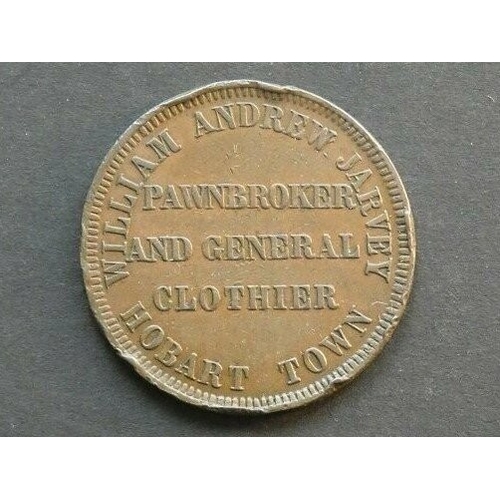 WILLIAM ANDREW JARVEY
PAWNBROKER
AND GENERAL
CLOTHIER
HOBART TOWN